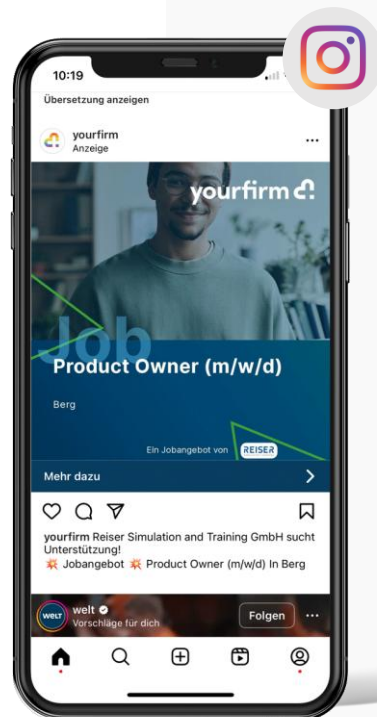 10:19
Übersetzung anzeigen
yourfirm
Anzeige
yourfirm
Job
Product Owner (m/w/d)
Berg
Ein Jobangebot von REISER
Mehr dazu
yourfirm Reiser Simulation and Training GmbH sucht
Unterstützung!
💥 Jobangebot 💥 Product Owner (m/w/d) In Berg
WELT welt
Vorschläge für dich
Folgen